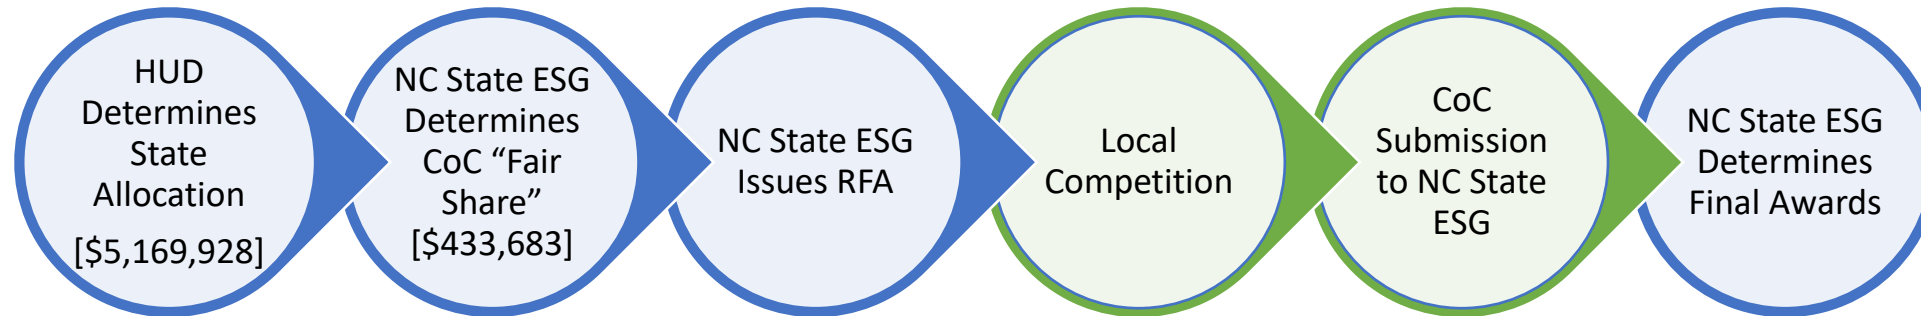 HUD
Determines
State
Allocation
[$5,169,928]
NC State ESG
Determines
CoC “Fair
Share”
[$433,683]
NC State ESG
Issues RFA
Local
Competition
CoC
Submission
to NC State
ESG
NC State ESG
Determines
Final Awards